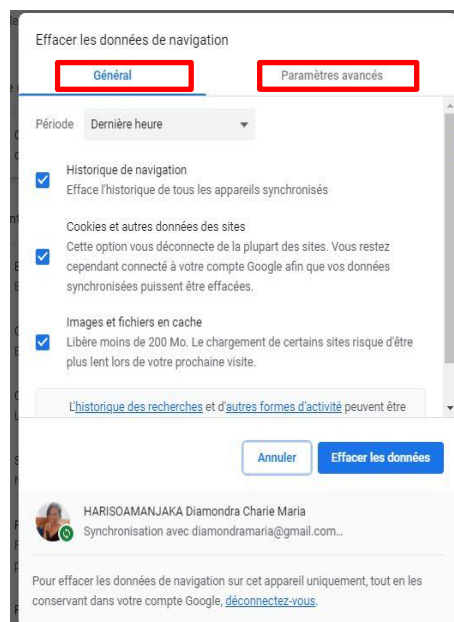 Effacer les données de navigation
Général Paramètres avancés
Période Dernière heure
Historique de navigation
Efface l'historique de tous les appareils synchronisés
Cookies et autres données des sites
Cette option vous déconnecte de la plupart des sites. Vous restez
cependant connecté à votre compte Google afin que vos données
synchronisées puissent être effacées.
Images et fichiers en cache
Libère moins de 200 Mo. Le chargement de certains sites risque d'être
plus lent lors de votre prochaine visite.
L'historique des recherches et d'autres formes d'activité peuvent être
Annuler Effacer les données
HARISOAMANJAKA Diamondra Charie Maria
Synchronisation avec diamondramaria@gmail.com...
Pour effacer les données de navigation sur cet appareil uniquement, tout en les
conservant dans votre compte Google, déconnectez-vous.